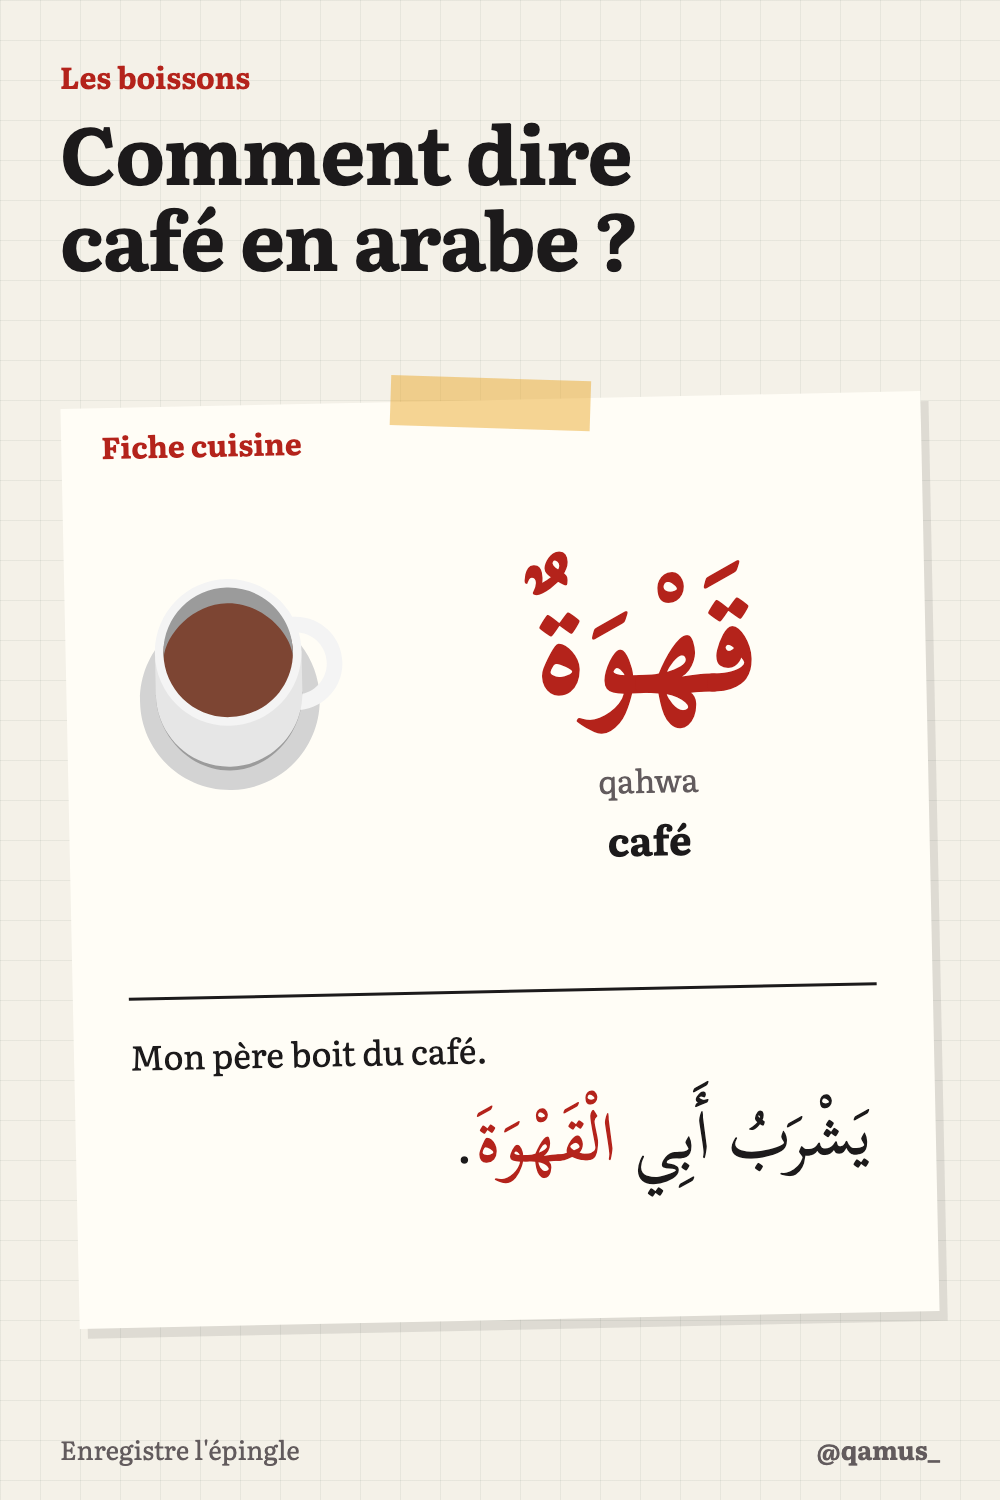 Les boissons
Comment dire
café en arabe ?
Fiche cuisine
قَهْوَةٌ
qahwa
café
Mon père boit du café.
يَشْرَبُ أَبِي الْقَهْوَةَ.
Enregistre l'épingle
@qamus_